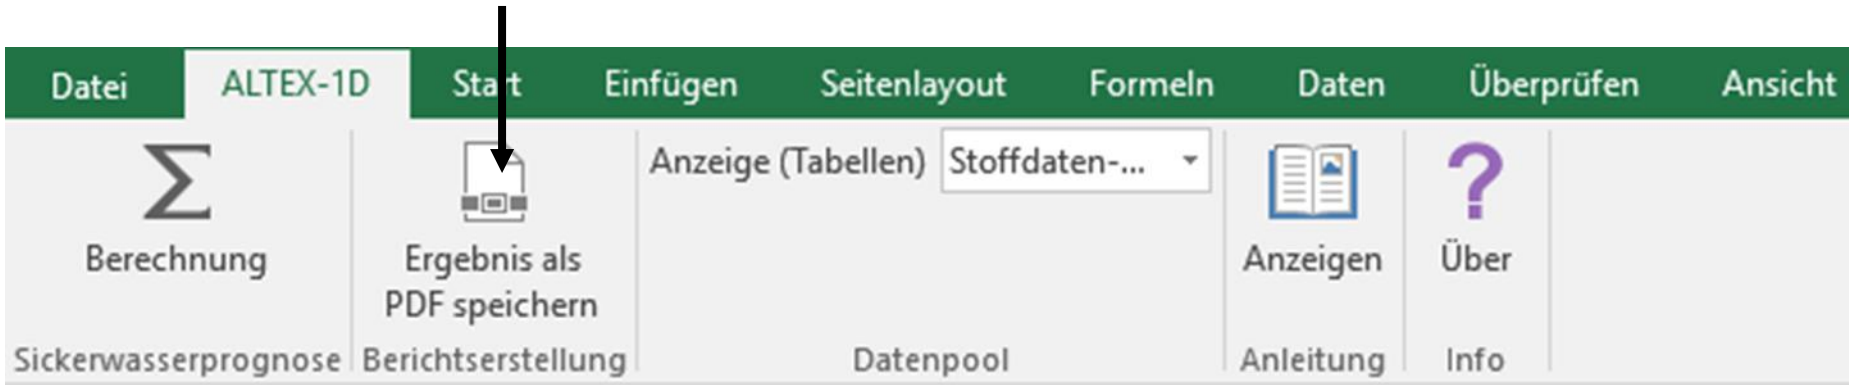 Datei ALTEX-1D Start Einfügen Seitenlayout Formeln Daten Überprüfen Ansicht
Anzeige (Tabellen) Stoffdaten-...
Berechnung Ergebnis als Anzeigen Über
PDF speichern
Sickerwasserprognose Berichtserstellung Datenpool Anleitung Info